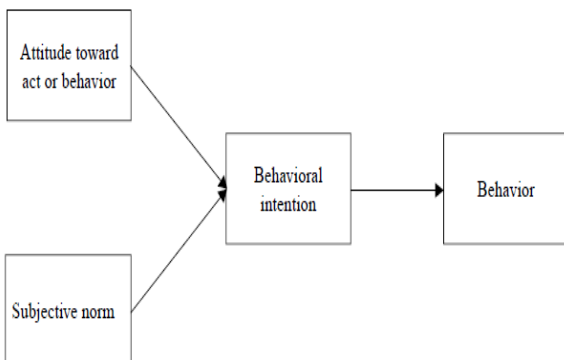 Attitude toward
act or behavior
Behavioral
intention
Behavior
Subjective norm